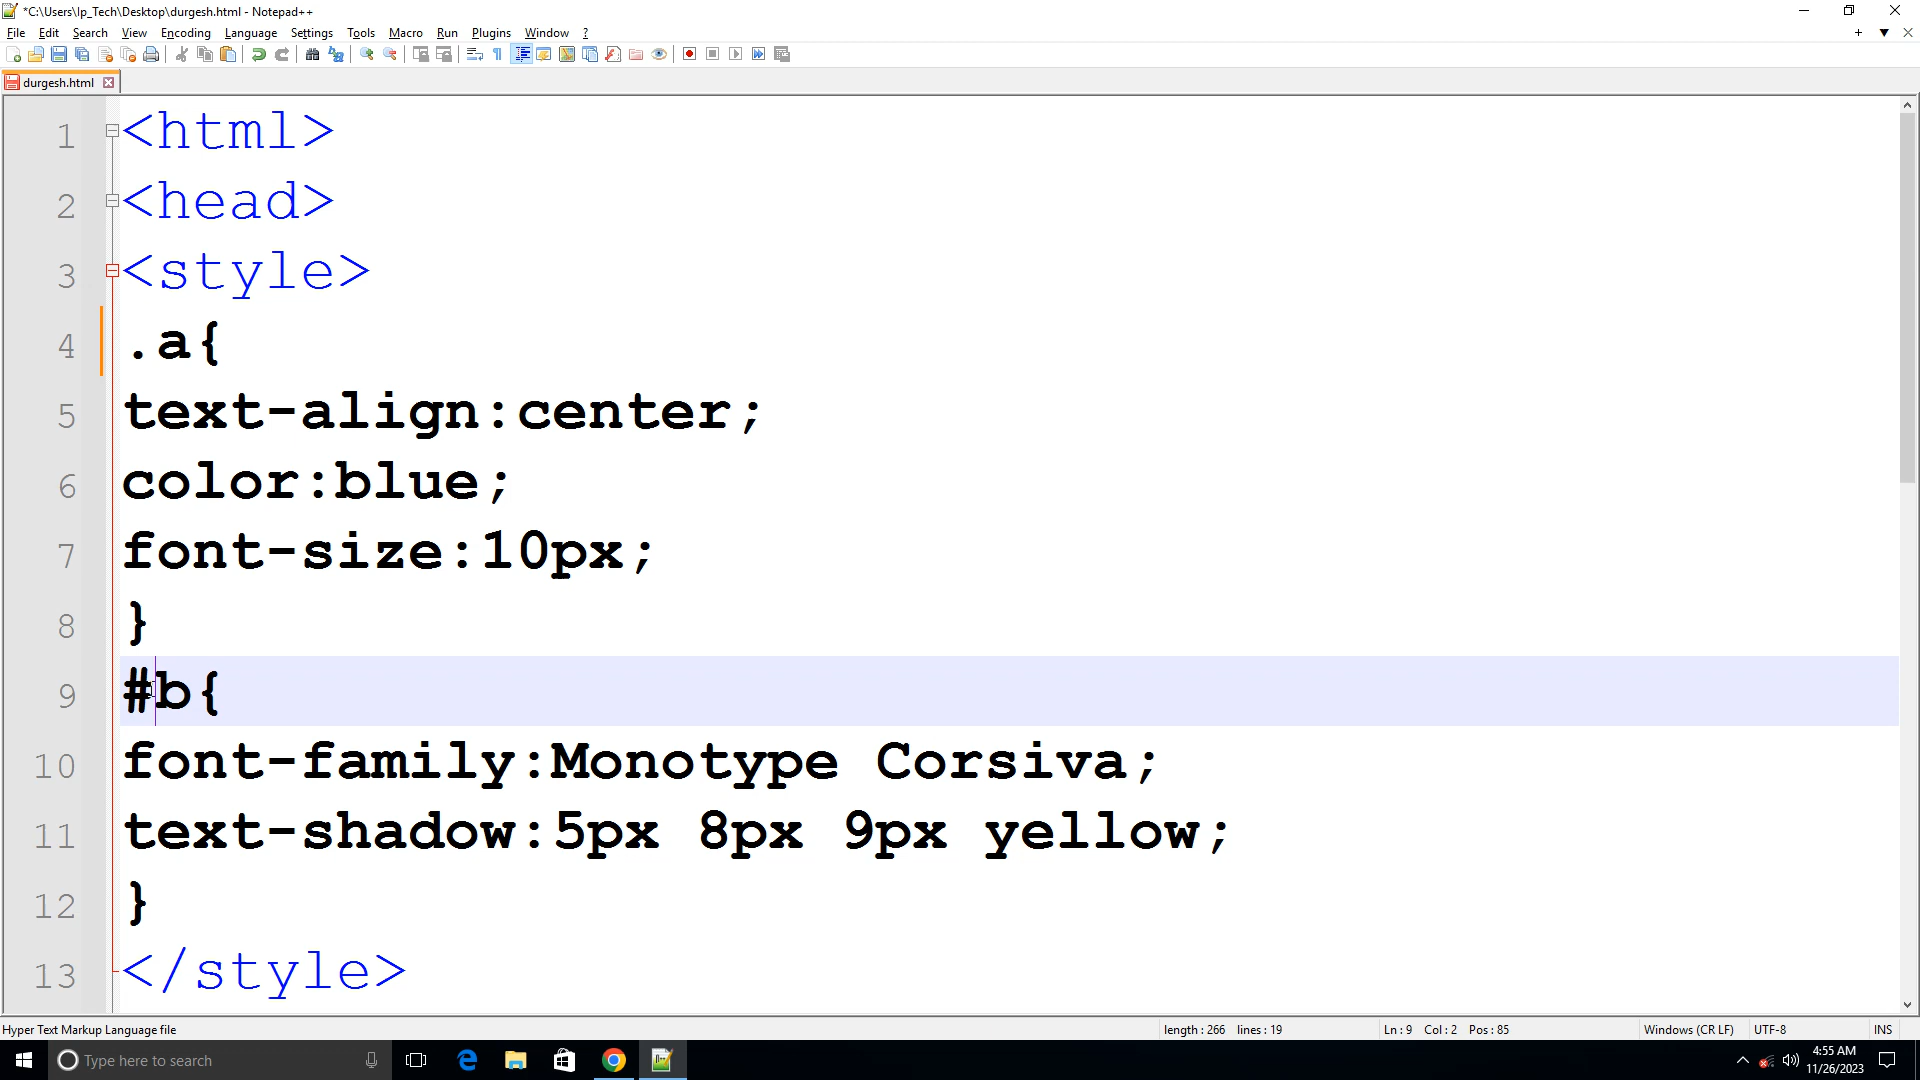 *C:\Users\lp_Tech\Desktop\durgesh.html - Notepad++
File Edit Search View Encoding Language Settings Tools Macro Run Plugins Window ?
durgesh.html
1 <html>
2 <head>
3 <style>
4 .a{
5 text-align:center;
6 color:blue;
7 font-size:10px;
8 }
9 #b{
10 font-family:Monotype Corsiva;
11 text-shadow:5px 8px 9px yellow;
12 }
13 </style>
Hyper Text Markup Language file length : 266 lines : 19 Ln : 9 Col : 2 Pos : 85 Windows (CR LF) UTF-8 INS
Type here to search
4:55 AM
11/26/2023